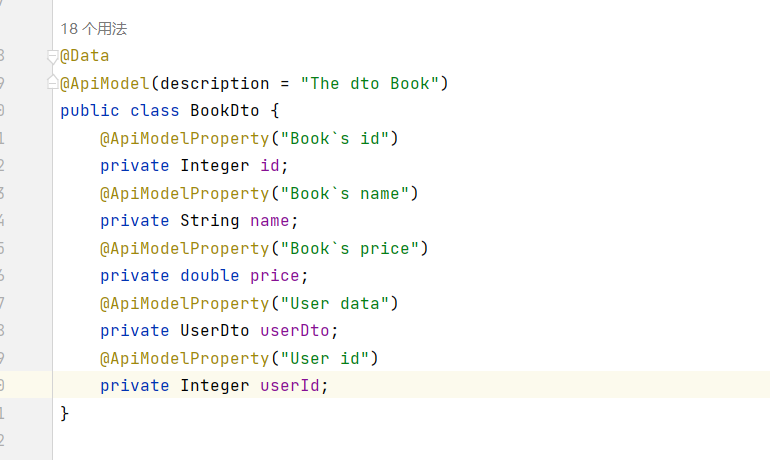 18 个用法
@Data
@ApiModel(description = "The dto Book")
public class BookDto {
@ApiModelProperty("Book`s id")
private Integer id;
@ApiModelProperty("Book`s name")
private String name;
@ApiModelProperty("Book`s price")
private double price;
@ApiModelProperty("User data")
private UserDto userDto;
@ApiModelProperty("User id")
private Integer userId;
}